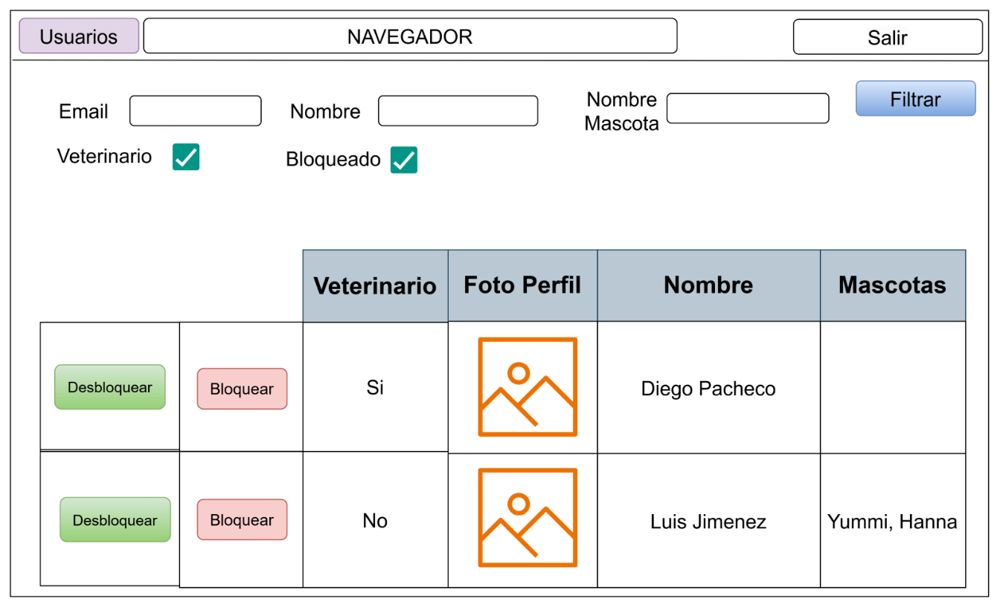 Usuarios
NAVEGADOR
Salir
Email
Nombre
Nombre
Mascota
Filtrar
Veterinario
Bloqueado
Veterinario
Foto Perfil
Nombre
Mascotas
Desbloquear
Bloquear
Si
Diego Pacheco
Desbloquear
Bloquear
No
Luis Jimenez
Yummi, Hanna